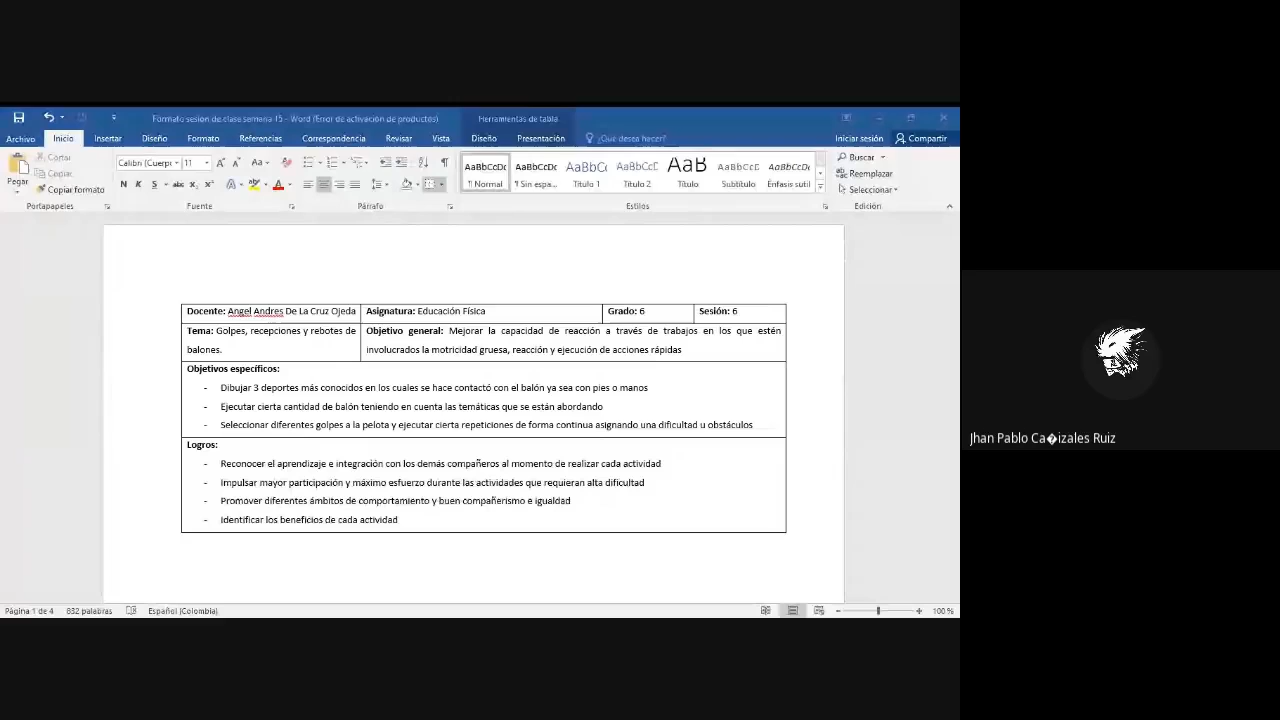 Formato sesion de clase semana 15 - Word (Error de activación de productos)
Herramientas de tabla
Archivo Inicio Insertar Diseño Formato Referencias Correspondencia Revisar Vista Diseño Presentación ¿Qué desea hacer? Iniciar sesión Compartir
Pegar
Cortar
Copiar
Copiar formato
Calibri (Cuerpo 11
N K S abc x₂ x²
AaBbCcDc AaBbCcDc AaBbCc AaBbCcC AaB AaBbCcC AaBbCcDc
¶ Normal ¶ Sin espa... Título 1 Título 2 Título Subtítulo Énfasis sutil
Buscar
Reemplazar
Seleccionar
Portapapeles Fuente Párrafo Estilos Edición
Docente: Angel Andres De La Cruz Ojeda Asignatura: Educación Física Grado: 6 Sesión: 6
Tema: Golpes, recepciones y rebotes de balones.
Objetivo general: Mejorar la capacidad de reacción a través de trabajos en los que estén
involucrados la motricidad gruesa, reacción y ejecución de acciones rápidas
Objetivos específicos:
- Dibujar 3 deportes más conocidos en los cuales se hace contactó con el balón ya sea con pies o manos
- Ejecutar cierta cantidad de balón teniendo en cuenta las temáticas que se están abordando
- Seleccionar diferentes golpes a la pelota y ejecutar cierta repeticiones de forma continua asignando una dificultad u obstáculos
Logros:
- Reconocer el aprendizaje e integración con los demás compañeros al momento de realizar cada actividad
- Impulsar mayor participación y máximo esfuerzo durante las actividades que requieran alta dificultad
- Promover diferentes ámbitos de comportamiento y buen compañerismo e igualdad
- Identificar los beneficios de cada actividad
Página 1 de 4 832 palabras Español (Colombia) 100 %
Jhan Pablo Ca�izales Ruiz